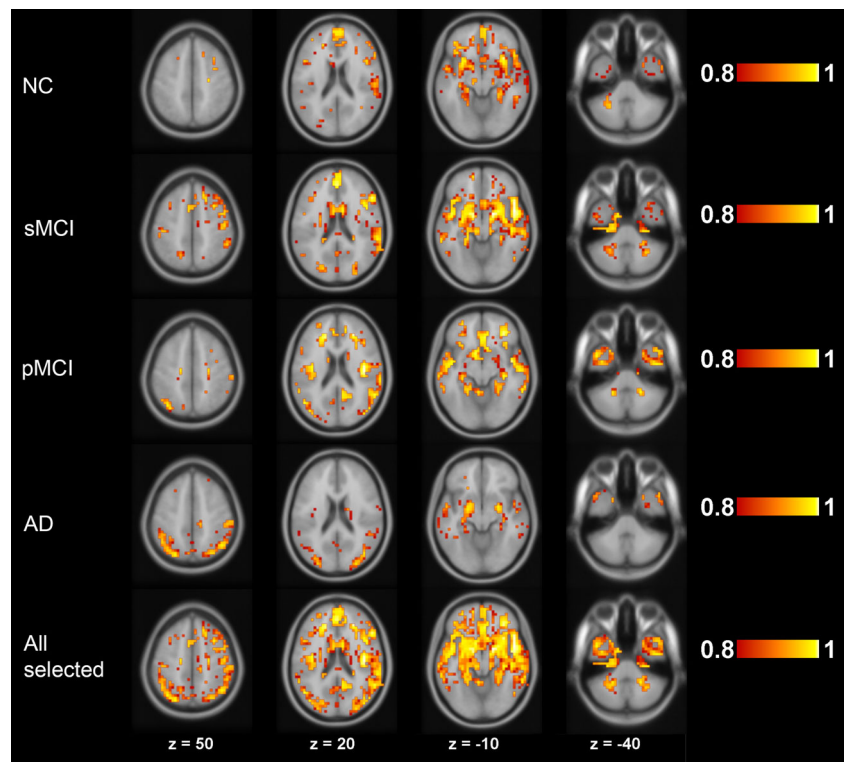 NC
0.8 1
sMCI
0.8 1
pMCI
0.8 1
AD
0.8 1
All
selected
0.8 1
z = 50 z = 20 z = -10 z = -40